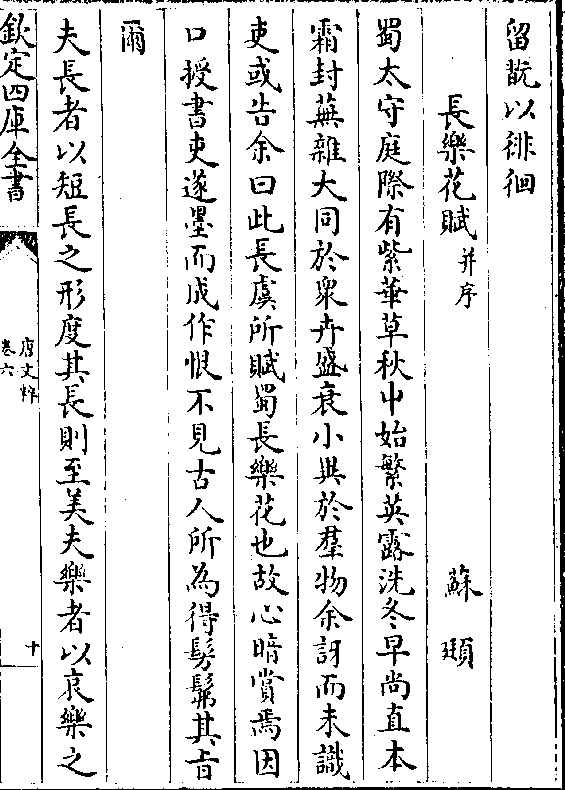 留翫以徘徊
長樂花賦并序 蘇頲
蜀太守庭際有紫華草秋中始繁英露洗冬早尚直本
霜封蕪雜大同於衆卉盛衰小異於羣物余訝而未識
吏或告余曰此長虞所賦蜀長樂花也故心暗賞焉因
口授書吏遂墨而成作恨不見古人所為得髣髴其旨
爾
夫長者以短長之形度其長則至美夫樂者以哀樂之
欽定四庫全書
唐文粹
卷六
十